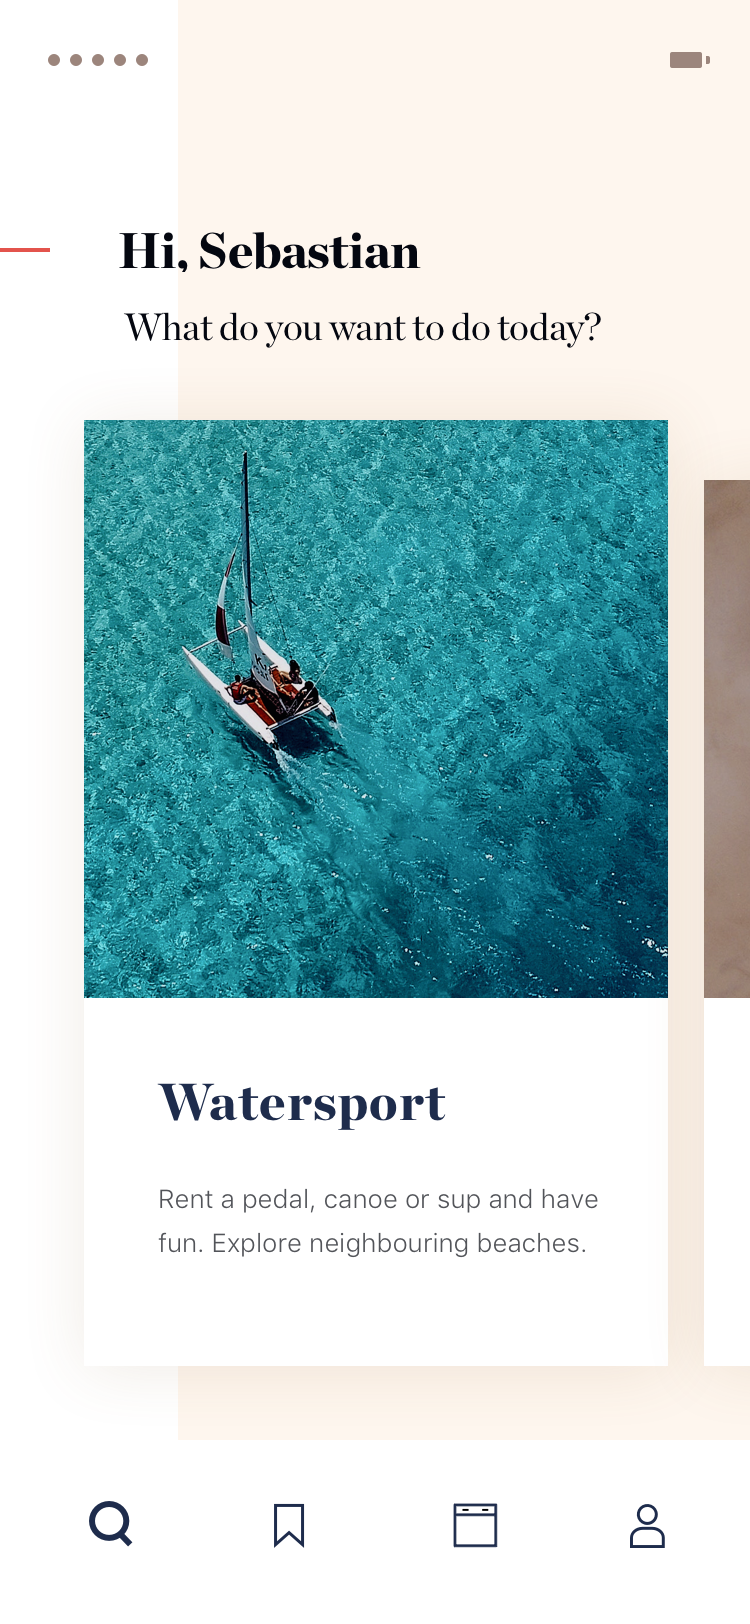 Hi, Sebastian
What do you want to do today?
Watersport
Rent a pedal, canoe or sup and have
fun. Explore neighbouring beaches.